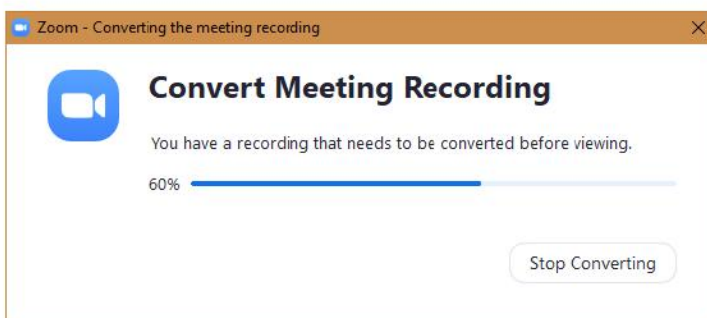 Zoom - Converting the meeting recording
Convert Meeting Recording
You have a recording that needs to be converted before viewing.
60%
Stop Converting